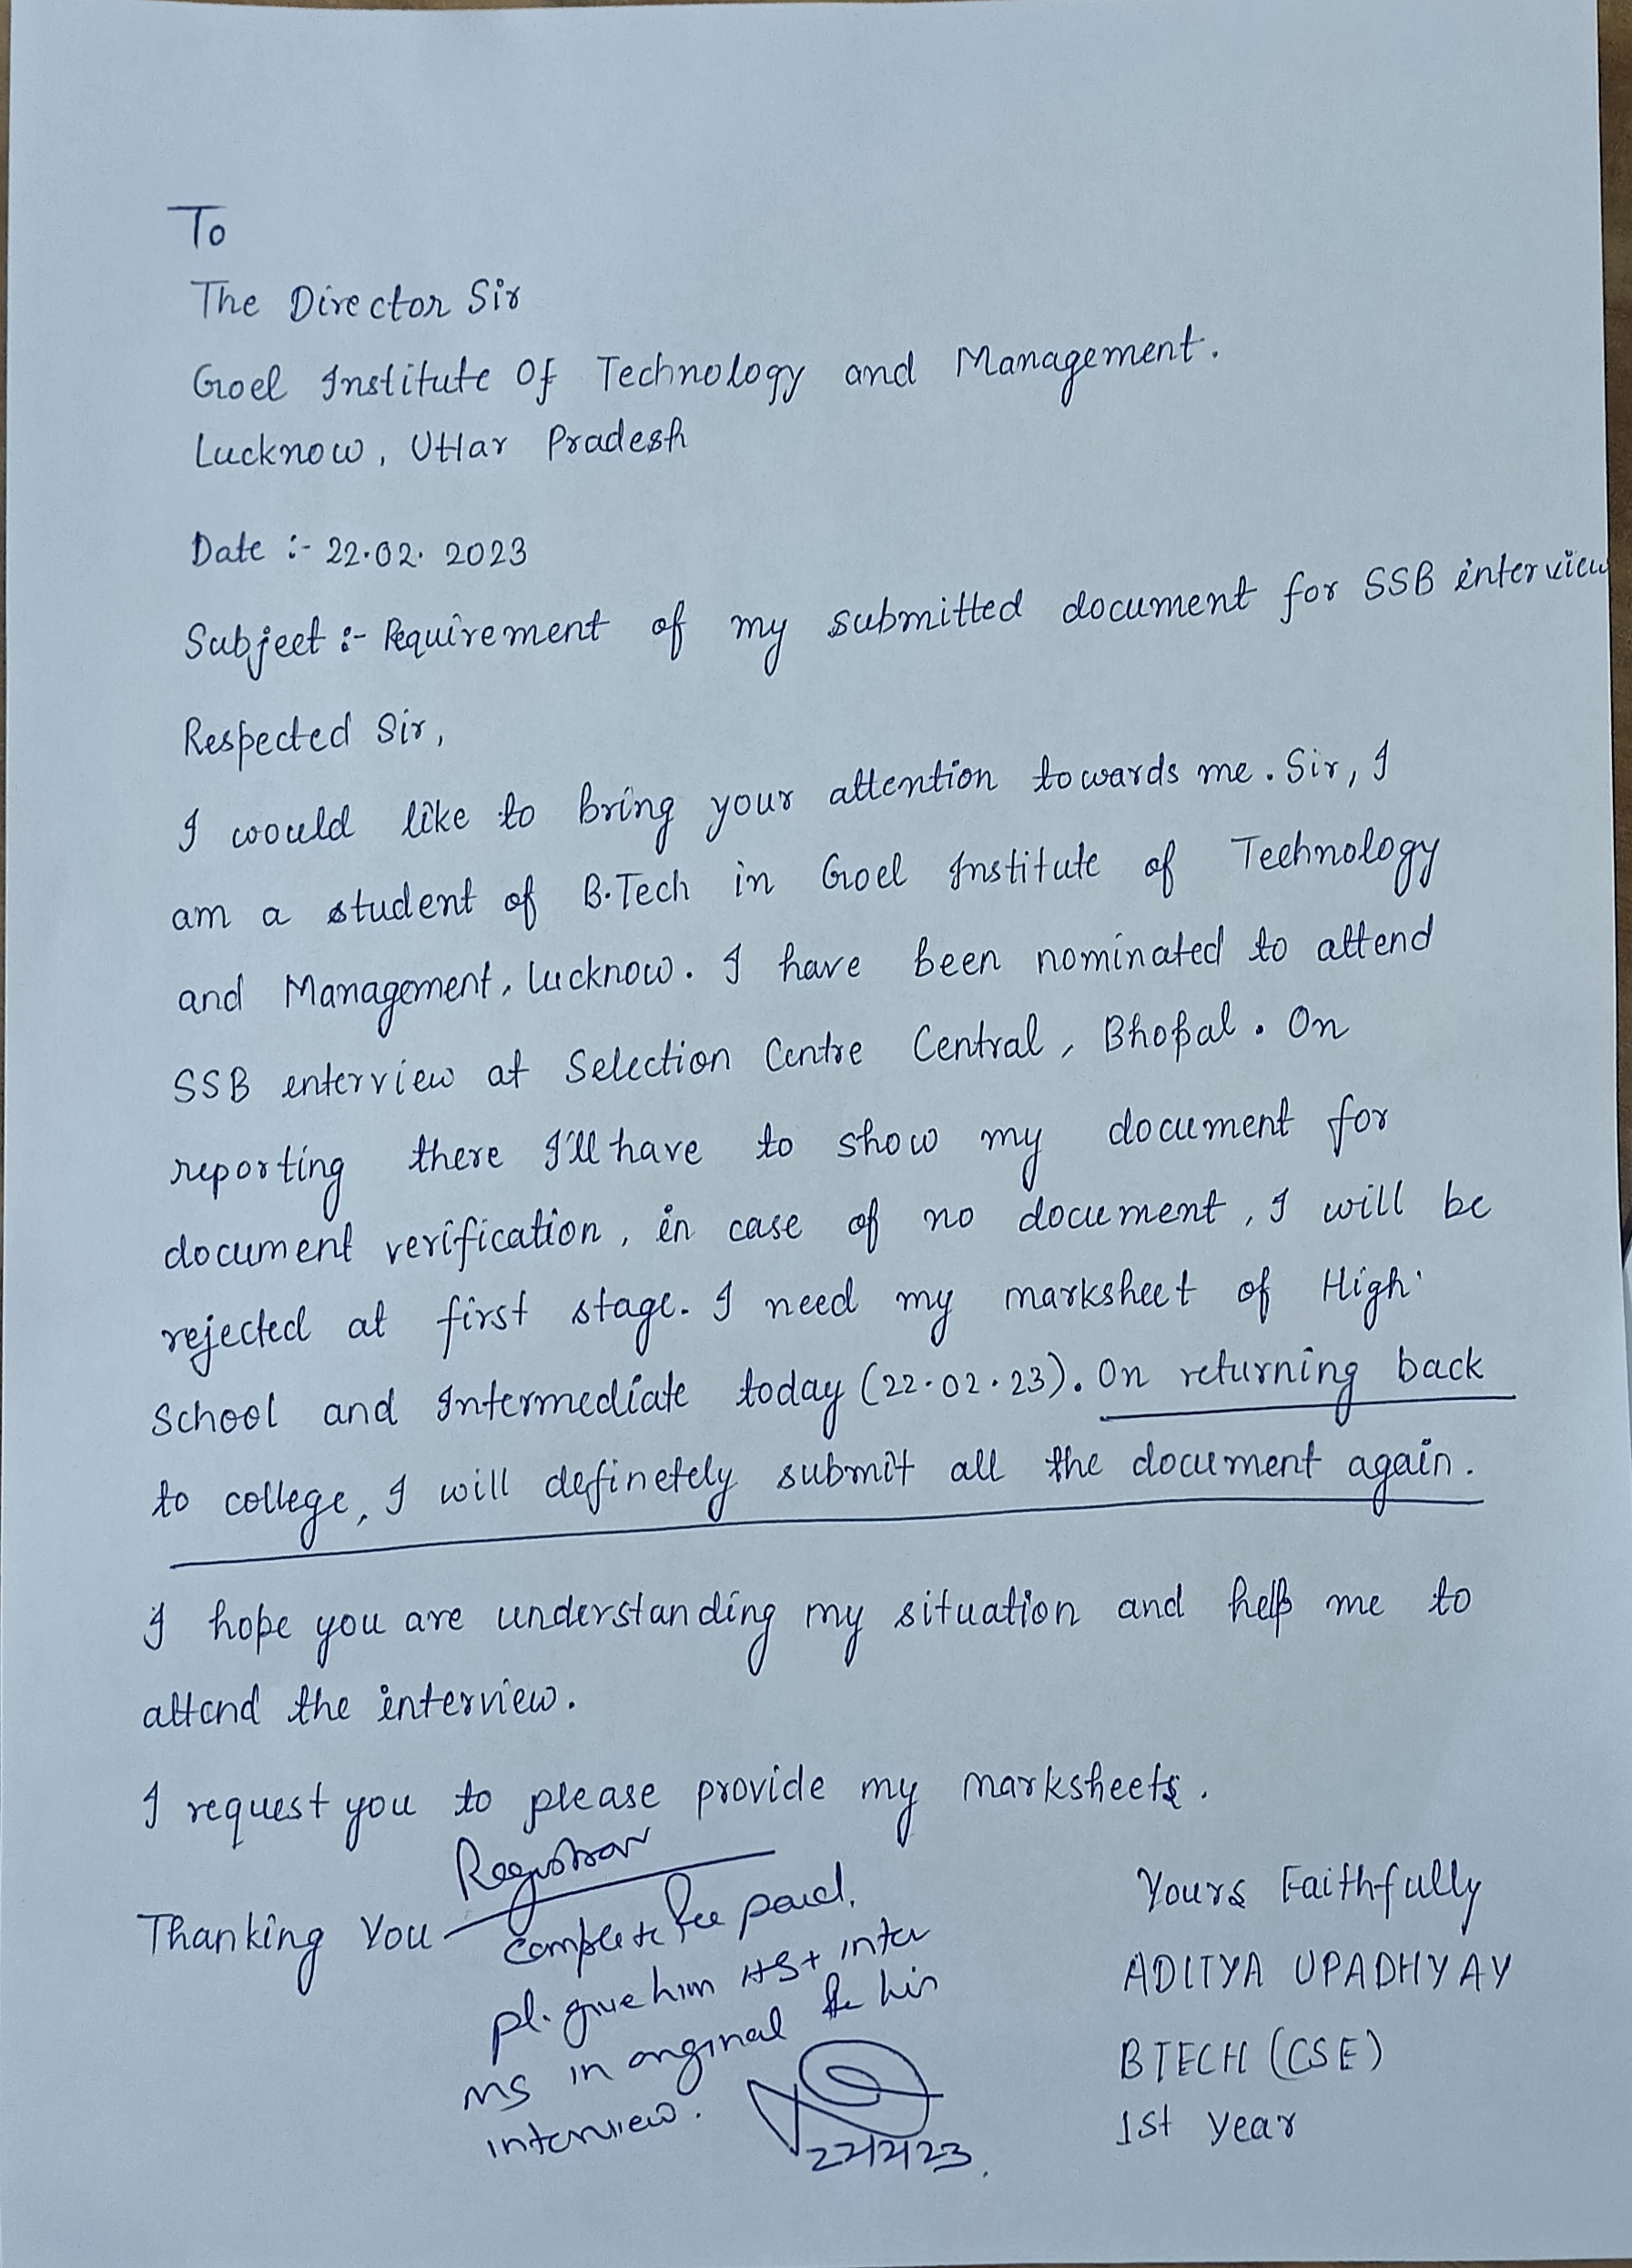 To
The Director Sir
Goel Institute Of Technology and Management.
Lucknow, Uttar Pradesh
Date :- 22.02.2023
Subject :- Requirement of my submitted document for SSB interview
Respected Sir,
I woould like to bring your attention towards me. Sir, I
am a student of B.Tech in Goel Institute of Technology
and Management, Lucknow. I have been nominated to attend
SSB enterview at Selection Centre Central, Bhopal. On
reporting there I'll have to show my document for
document verification, in case of no document, I will be
rejected at first stage. I need my marksheet of High
School and Intermediate today (22.02.23). On returning back
to college, I will definetely submit all the document again.
I hope you are understanding my situation and help me to
attend the interview.
I request you to please provide my marksheets.
Thanking You
Registrar
Complete fee paid.
pl. give him HS + inter
MS in original for his
interview.
22/2/23
Yours Faithfully
ADITYA UPADHYAY
BTECH (CSE)
1st year